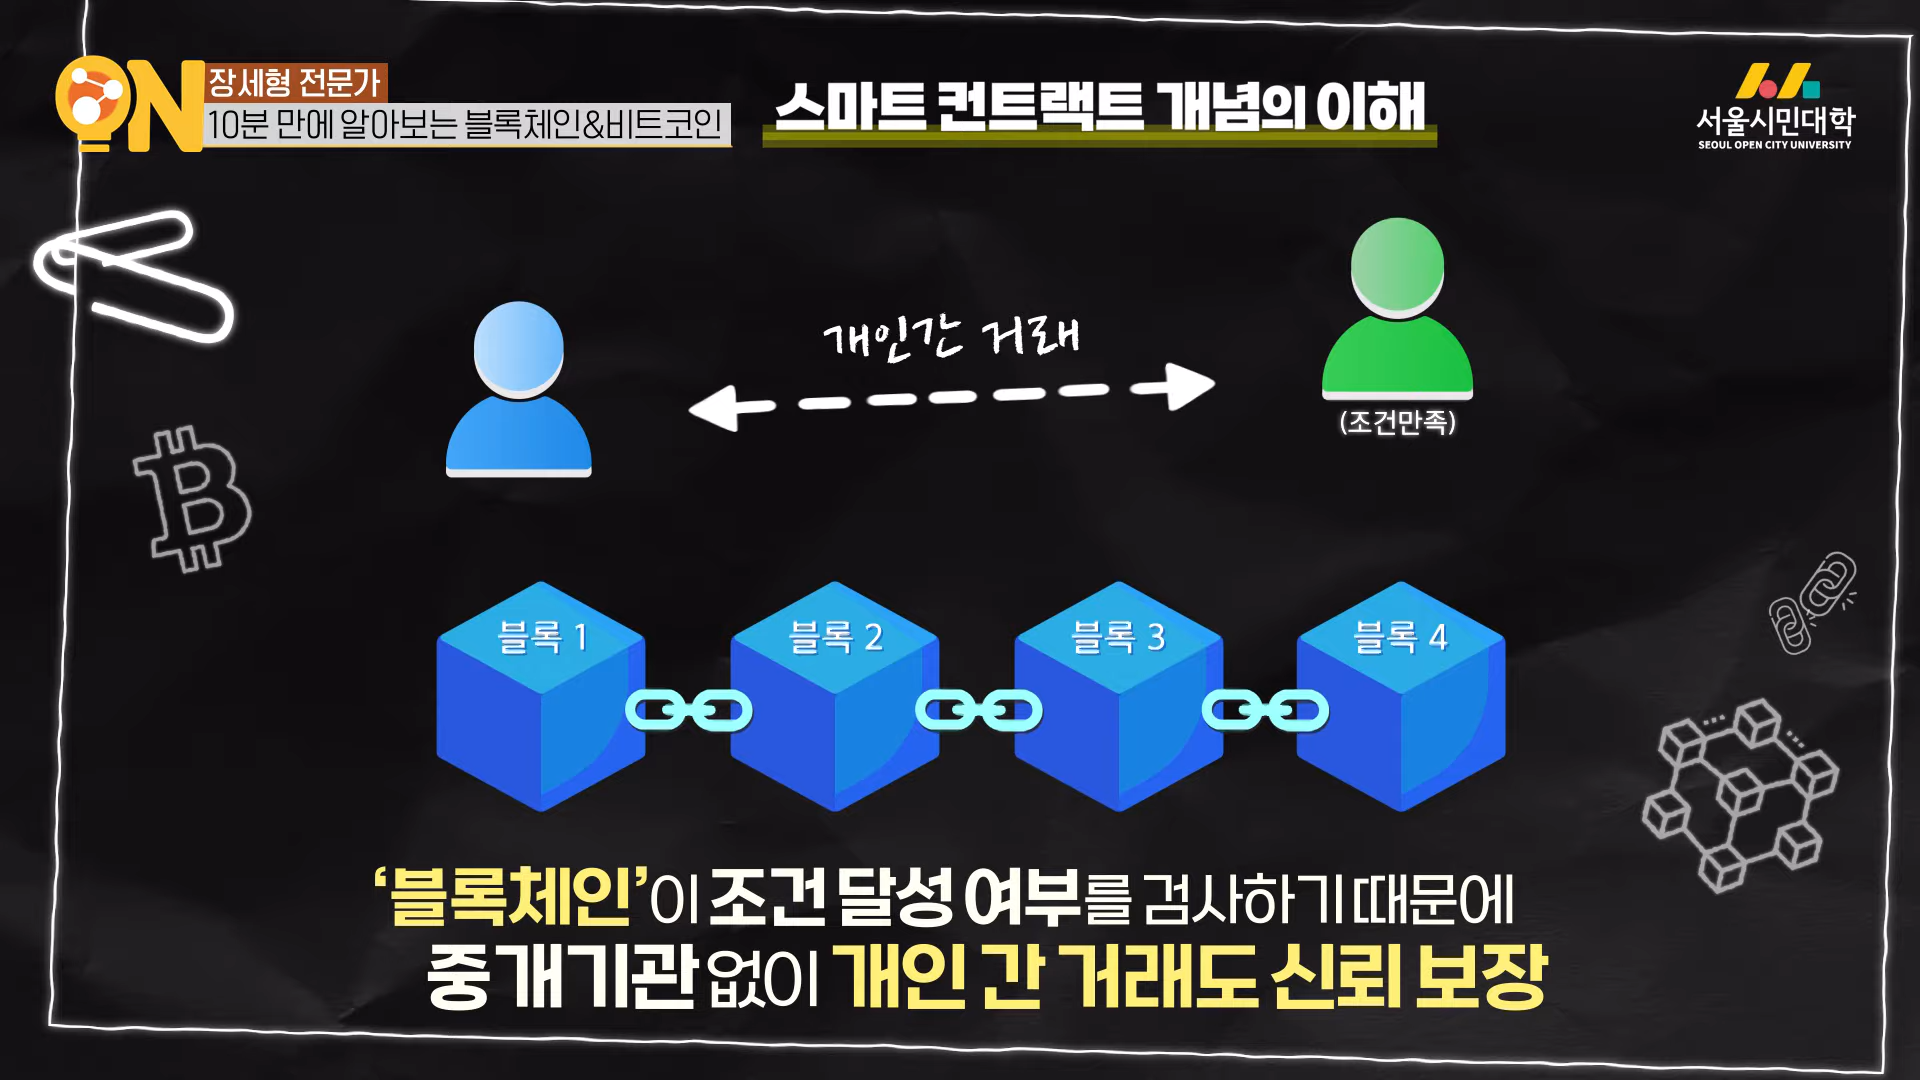 ON
장세형 전문가
10분 만에 알아보는 블록체인&비트코인
스마트 컨트랙트 개념의 이해
서울시민대학
SEOUL OPEN CITY UNIVERSITY
개인간 거래
(조건만족)
블록 1
블록 2
블록 3
블록 4
‘블록체인’이 조건 달성 여부를 검사하기 때문에
중개기관 없이 개인 간 거래도 신뢰 보장